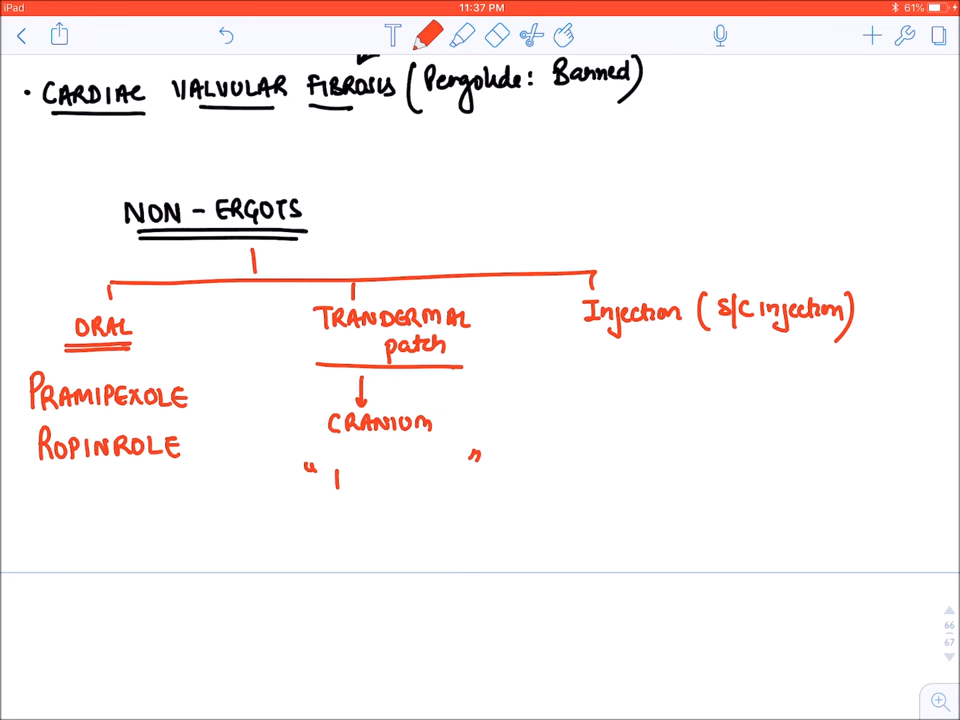 iPad
11:37 PM
61%
T
• CARDIAC VALVULAR FIBROSIS (Pergolide: Banned)
NON - ERGOTS
ORAL
TRANDERMAL
patch
Injection (S/C injection)
PRAMIPEXOLE
CRANIUM
ROPINROLE
" I "
66
67